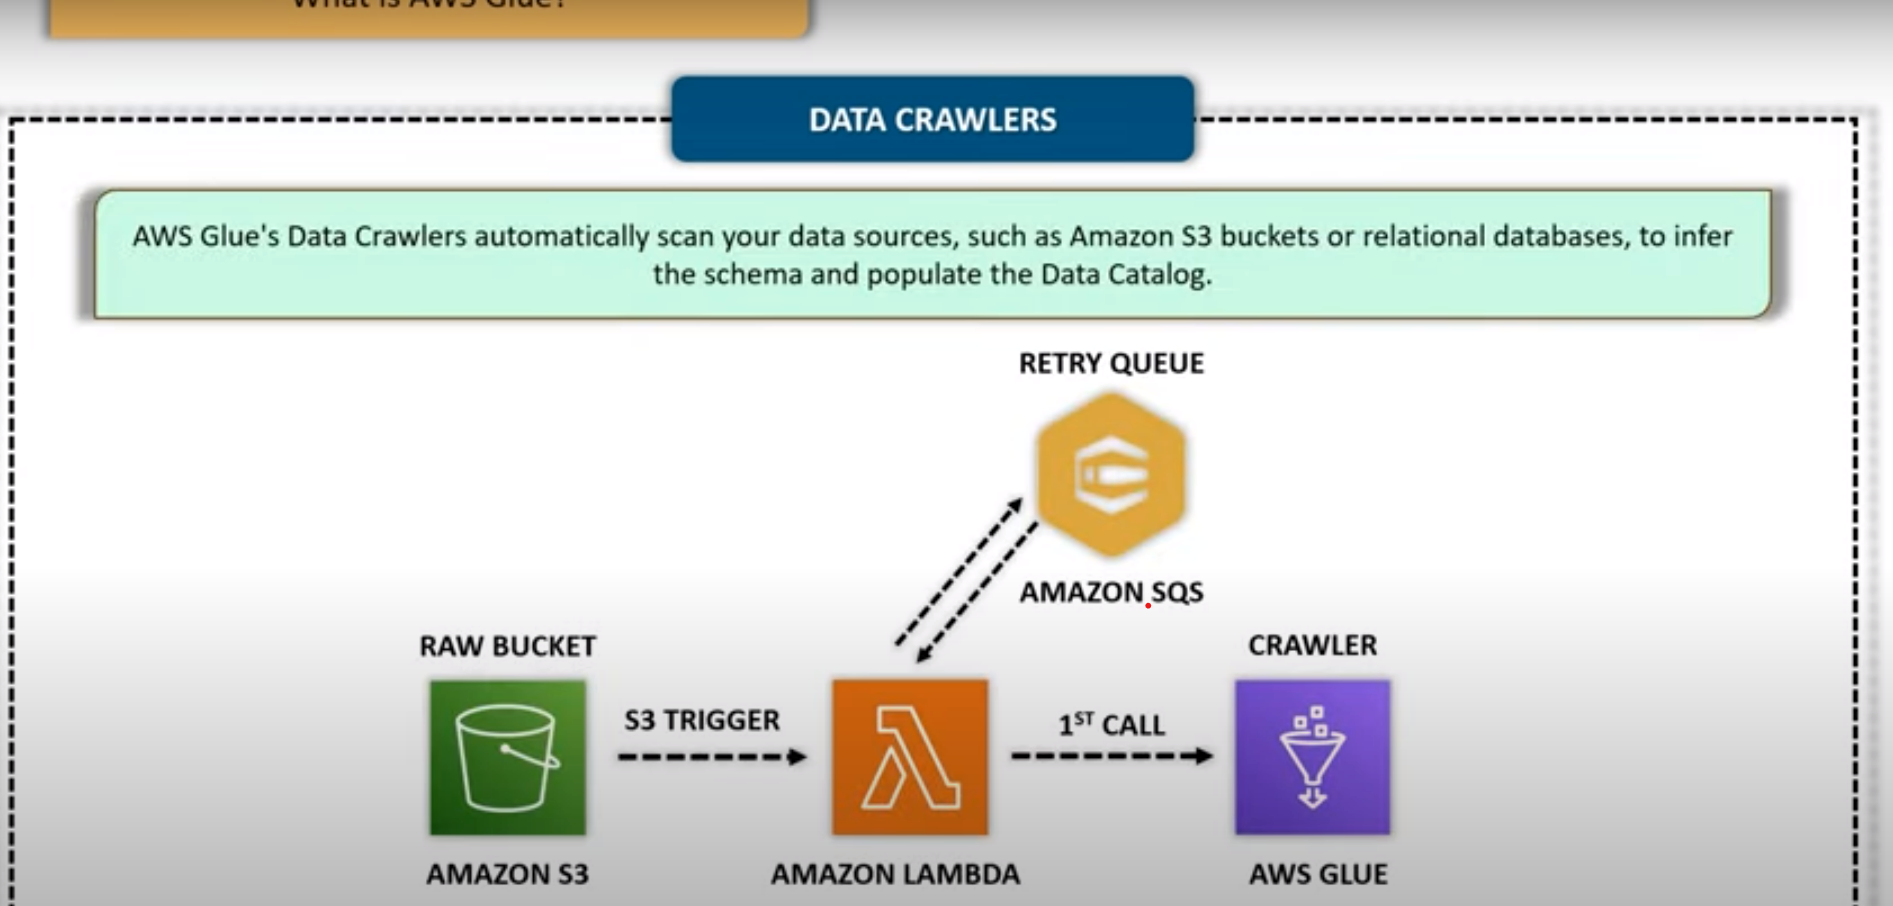 What is AWS Glue?
DATA CRAWLERS
AWS Glue's Data Crawlers automatically scan your data sources, such as Amazon S3 buckets or relational databases, to infer
the schema and populate the Data Catalog.
RETRY QUEUE
AMAZON SQS
RAW BUCKET
CRAWLER
S3 TRIGGER
1ST CALL
AMAZON S3
AMAZON LAMBDA
AWS GLUE